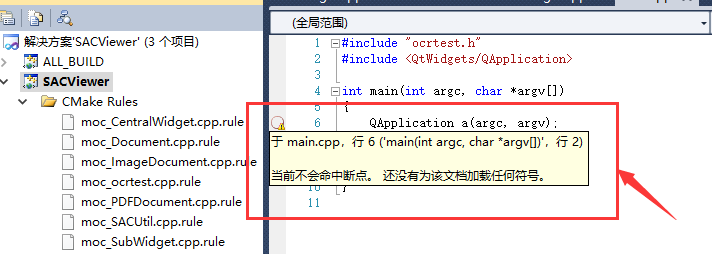 (全局范围)
解决方案'SACViewer' (3 个项目)
ALL_BUILD
SACViewer
CMake Rules
moc_CentralWidget.cpp.rule
moc_Document.cpp.rule
moc_ImageDocument.cpp.rule
moc_ocrtest.cpp.rule
moc_PDFDocument.cpp.rule
moc_SACUtil.cpp.rule
moc_SubWidget.cpp.rule
1 #include "ocrtest.h"
2 #include <QtWidgets/QApplication>
3
4 int main(int argc, char *argv[])
5 {
6 QApplication a(argc, argv);
于 main.cpp，行 6 ('main(int argc, char *argv[])'，行 2)
当前不会命中断点。 还没有为该文档加载任何符号。
10 }
11